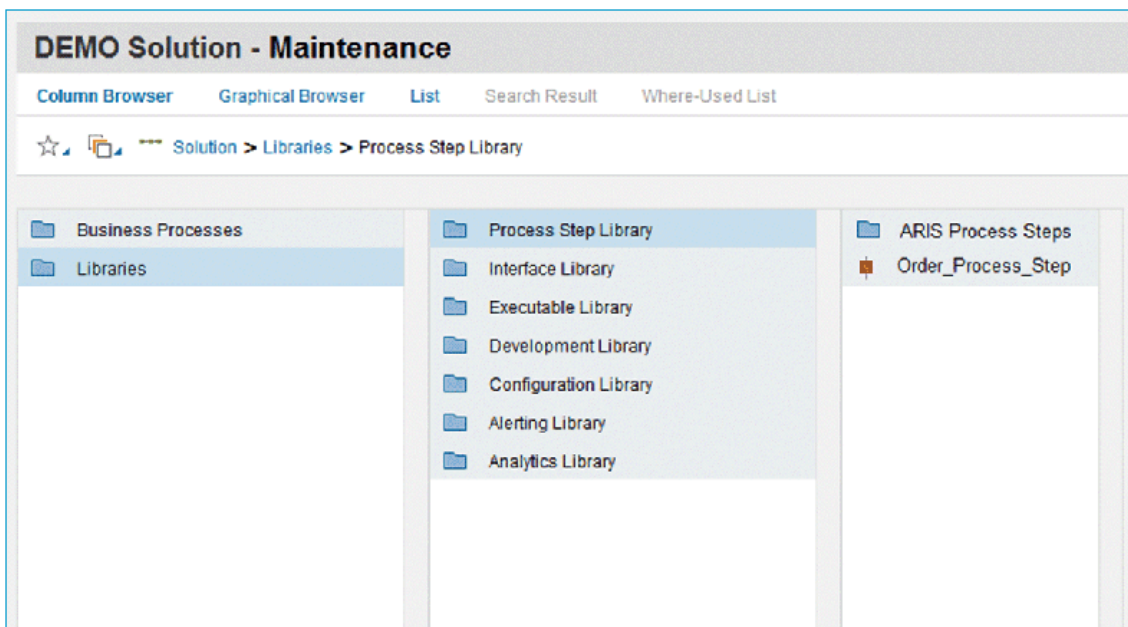 DEMO Solution - Maintenance
Column Browser Graphical Browser List Search Result Where-Used List
Solution > Libraries > Process Step Library
Business Processes
Libraries
Process Step Library
Interface Library
Executable Library
Development Library
Configuration Library
Alerting Library
Analytics Library
ARIS Process Steps
Order_Process_Step